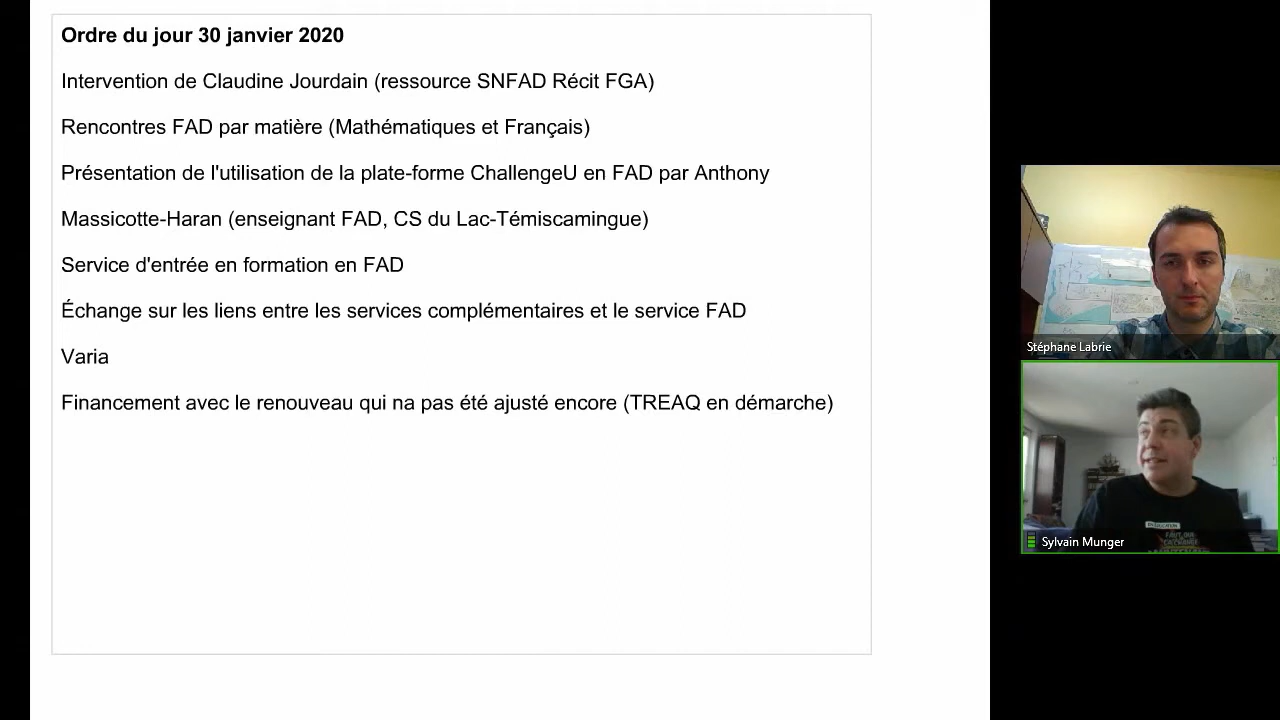 Ordre du jour 30 janvier 2020
Intervention de Claudine Jourdain (ressource SNFAD Récit FGA)
Rencontres FAD par matière (Mathématiques et Français)
Présentation de l'utilisation de la plate-forme ChallengeU en FAD par Anthony
Massicotte-Haran (enseignant FAD, CS du Lac-Témiscamingue)
Service d'entrée en formation en FAD
Échange sur les liens entre les services complémentaires et le service FAD
Varia
Financement avec le renouveau qui na pas été ajusté encore (TREAQ en démarche)
Stéphane Labrie
Sylvain Munger